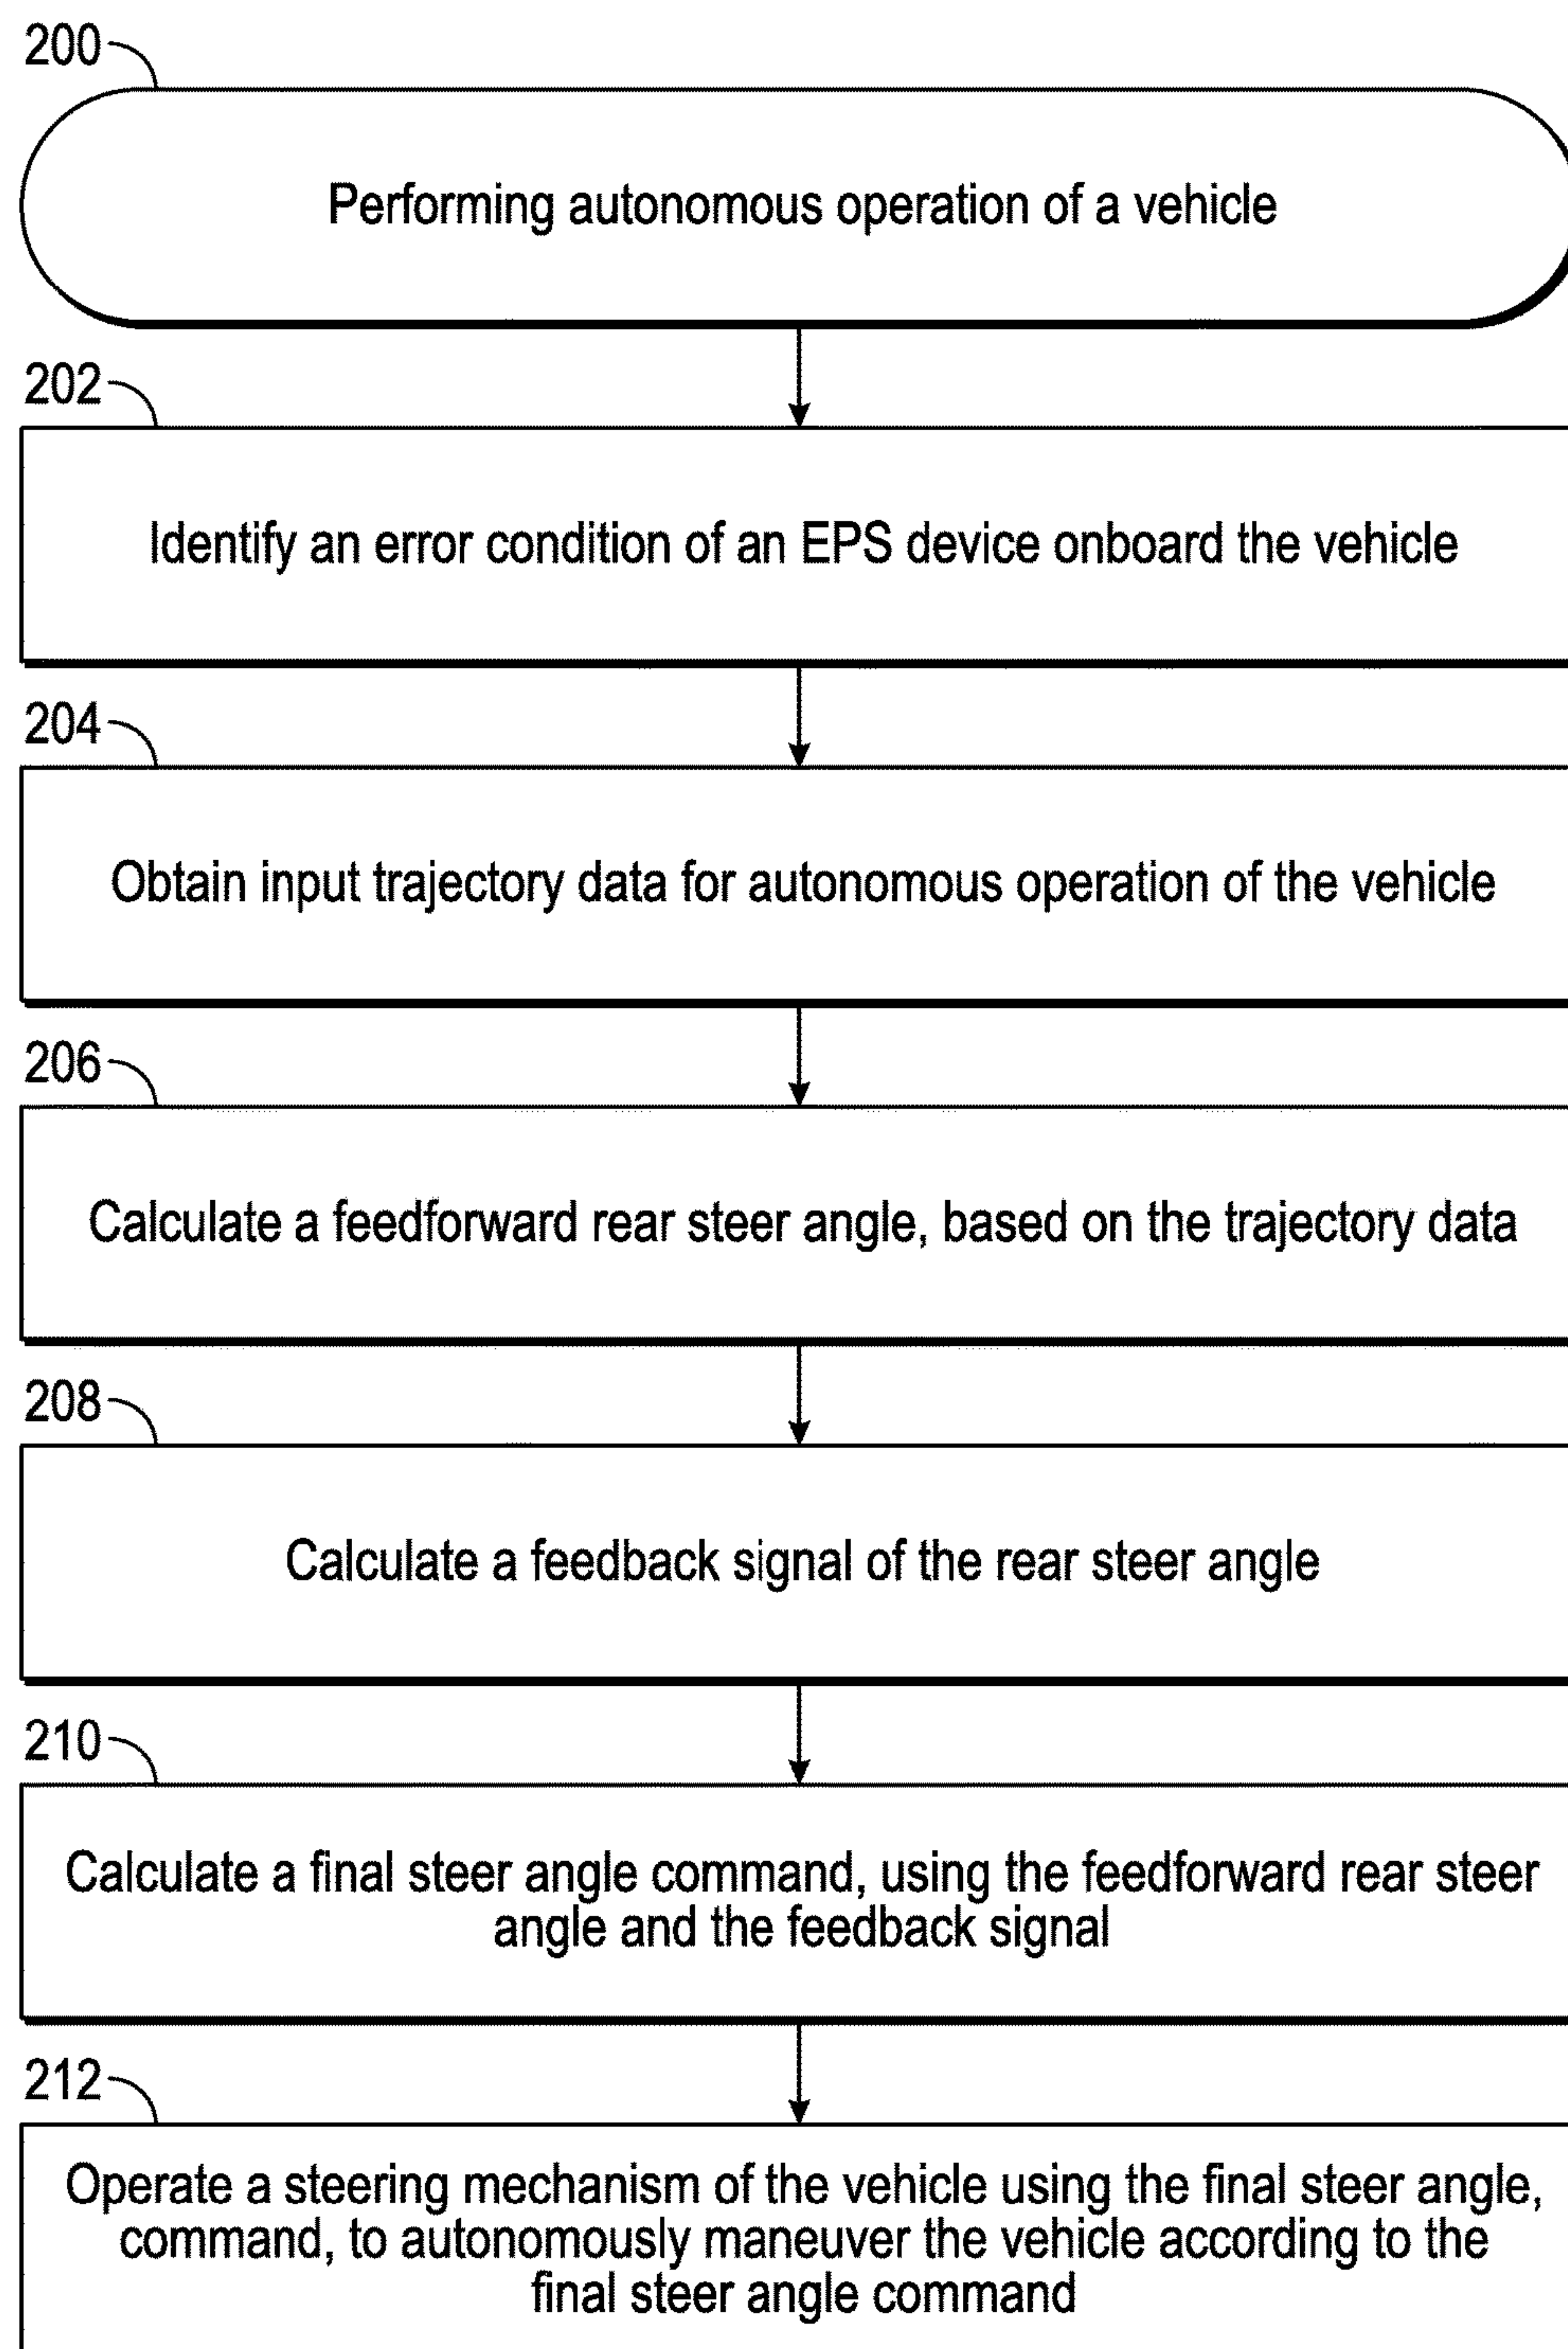 200
Performing autonomous operation of a vehicle
202
Identify an error condition of an EPS device onboard the vehicle
204
Obtain input trajectory data for autonomous operation of the vehicle
206
Calculate a feedforward rear steer angle, based on the trajectory data
208
Calculate a feedback signal of the rear steer angle
210
Calculate a final steer angle command, using the feedforward rear steer
angle and the feedback signal
212
Operate a steering mechanism of the vehicle using the final steer angle,
command, to autonomously maneuver the vehicle according to the
final steer angle command